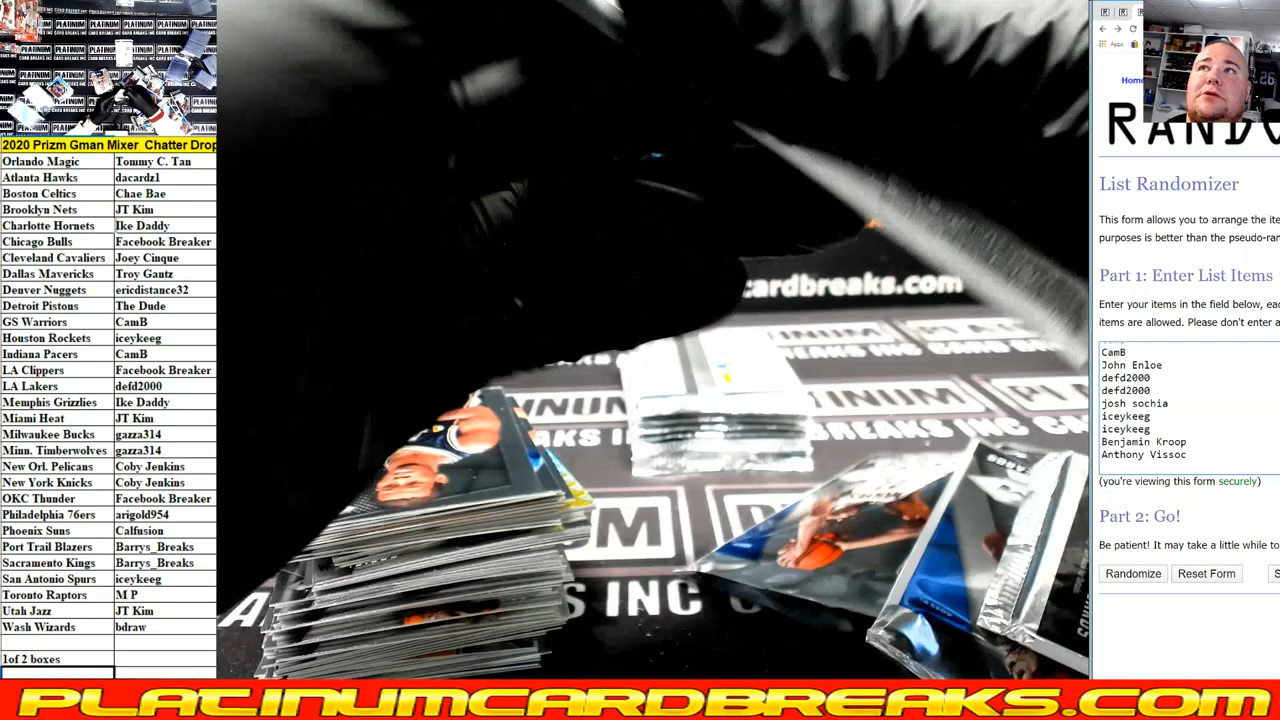 2020 Prizm Gman Mixer Chatter Drop
Orlando Magic Tommy C. Tan
Atlanta Hawks dacardz1
Boston Celtics Chae Bae
Brooklyn Nets JT Kim
Charlotte Hornets Ike Daddy
Chicago Bulls Facebook Breaker
Cleveland Cavaliers Joey Cinque
Dallas Mavericks Troy Gantz
Denver Nuggets ericdistance32
Detroit Pistons The Dude
GS Warriors CamB
Houston Rockets iceykeeg
Indiana Pacers CamB
LA Clippers Facebook Breaker
LA Lakers defd2000
Memphis Grizzlies Ike Daddy
Miami Heat JT Kim
Milwaukee Bucks gazza314
Minn. Timberwolves gazza314
New Orl. Pelicans Coby Jenkins
New York Knicks Coby Jenkins
OKC Thunder Facebook Breaker
Philadelphia 76ers arigold954
Phoenix Suns Calfusion
Port Trail Blazers Barrys_Breaks
Sacramento Kings Barrys_Breaks
San Antonio Spurs iceykeeg
Toronto Raptors M P
Utah Jazz JT Kim
Wash Wizards bdraw
1of 2 boxes
cardbreaks.com
INC
Apps
Home
RANDO
List Randomizer
This form allows you to arrange the ite
purposes is better than the pseudo-ran
Part 1: Enter List Items
Enter your items in the field below, eac
items are allowed. Please don't enter a
CamB
John Enloe
defd2000
defd2000
josh sochia
iceykeeg
iceykeeg
Benjamin Kroop
Anthony Vissoc
(you're viewing this form securely)
Part 2: Go!
Be patient! It may take a little while to
Randomize Reset Form S
PLATINUMCARDBREAKS.COM